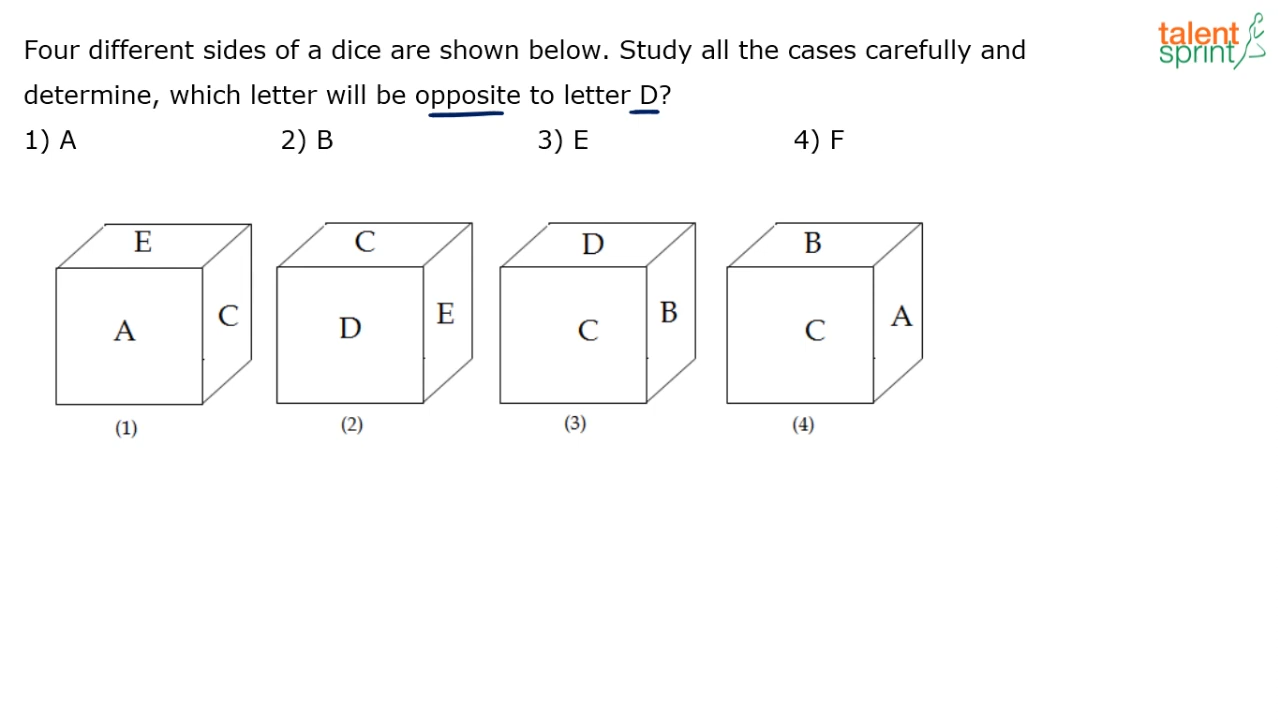 talent
sprint
Four different sides of a dice are shown below. Study all the cases carefully and
determine, which letter will be opposite to letter D?
1) A 2) B 3) E 4) F
E
A
C
(1)
C
D
E
(2)
D
C
B
(3)
B
C
A
(4)